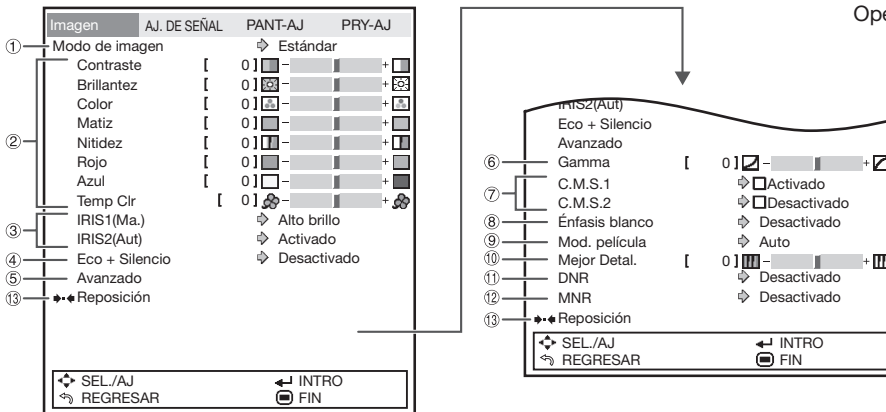 Ope
Imagen AJ. DE SEÑAL PANT-AJ PRY-AJ
① Modo de imagen Estándar
② Contraste [ 0 ] - +
Brillantez [ 0 ] - +
Color [ 0 ] - +
Matiz [ 0 ] - +
Nitidez [ 0 ] - +
Rojo [ 0 ] - +
Azul [ 0 ] - +
Temp Clr [ 0 ] - +
③ IRIS1(Ma.) Alto brillo
IRIS2(Aut) Activado
④ Eco + Silencio Desactivado
⑤ Avanzado
⑬ Reposición
SEL./AJ INTRO
REGRESAR FIN
IRIS2(Aut)
Eco + Silencio
Avanzado
⑥ Gamma [ 0 ] - +
⑦ C.M.S.1 Activado
C.M.S.2 Desactivado
⑧ Énfasis blanco Desactivado
⑨ Mod. película Auto
⑩ Mejor Detal. [ 0 ] - +
⑪ DNR Desactivado
⑫ MNR Desactivado
⑬ Reposición
SEL./AJ INTRO
REGRESAR FIN